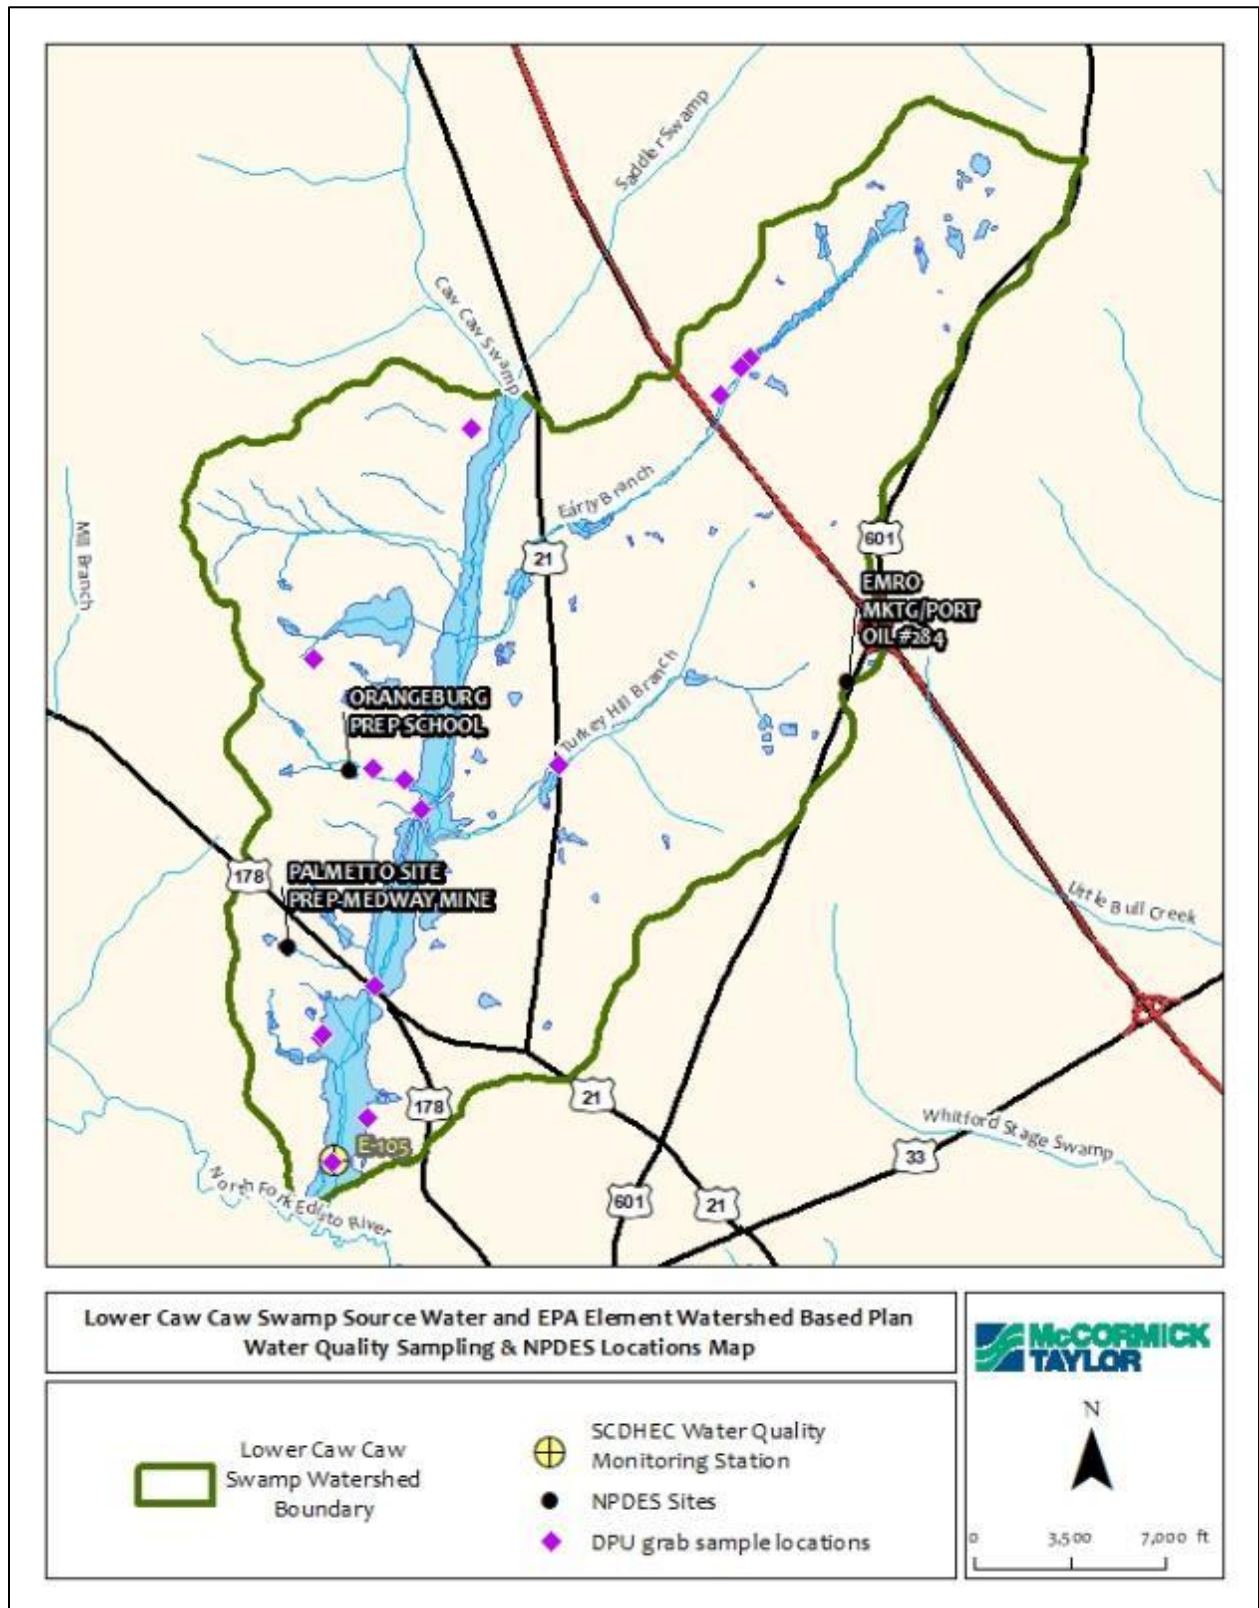 Saddler Swamp
Caw Caw Swamp
Early Branch
21
601
EMRO
MKTG/PORT
OIL #284
Mill Branch
ORANGEBURG
PREP SCHOOL
Turkey Hill Branch
178
PALMETTO SITE
PREP-MEDWAY MINE
Little Bull Creek
178
21
E-105
Whitford Stage Swamp
33
North Fork Edisto River
601
21
Lower Caw Caw Swamp Source Water and EPA Element Watershed Based Plan
Water Quality Sampling & NPDES Locations Map
Lower Caw Caw
Swamp Watershed
Boundary
SCDHEC Water Quality
Monitoring Station
NPDES Sites
DPU grab sample locations
McCORMICK
TAYLOR
N
0 3,500 7,000 ft